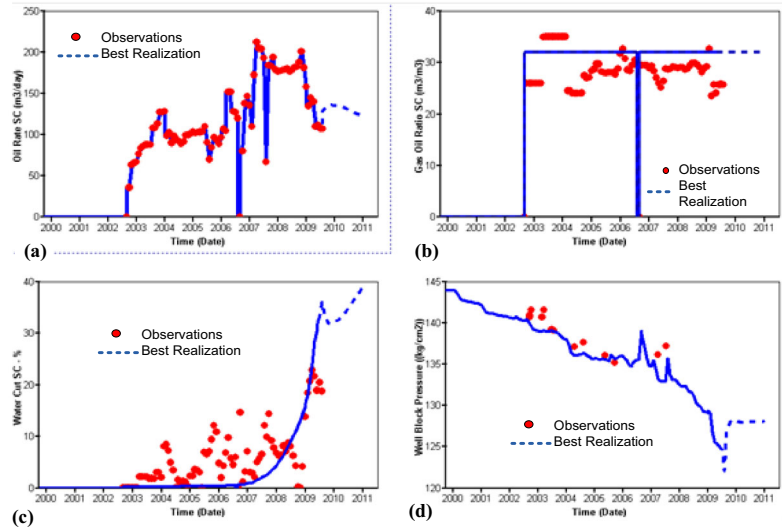 250
200
150
100
50
0
Oil Rate SC (m3/day)
Observations
Best Realization
2000 2001 2002 2003 2004 2005 2006 2007 2008 2009 2010 2011
Time (Date)
(a)
40
30
20
10
0
Gas Oil Ratio SC (m3/m3)
Observations
Best
Realization
2000 2001 2002 2003 2004 2005 2006 2007 2008 2009 2010 2011
Time (Date)
(b)
40
30
20
10
0
Water Cut SC - %
Observations
Best Realization
2000 2001 2002 2003 2004 2005 2006 2007 2008 2009 2010 2011
Time (Date)
(c)
145
140
135
130
125
120
Well Block Pressure ((kg/cm2))
Observations
Best Realization
2000 2001 2002 2003 2004 2005 2006 2007 2008 2009 2010 2011
Time (Date)
(d)